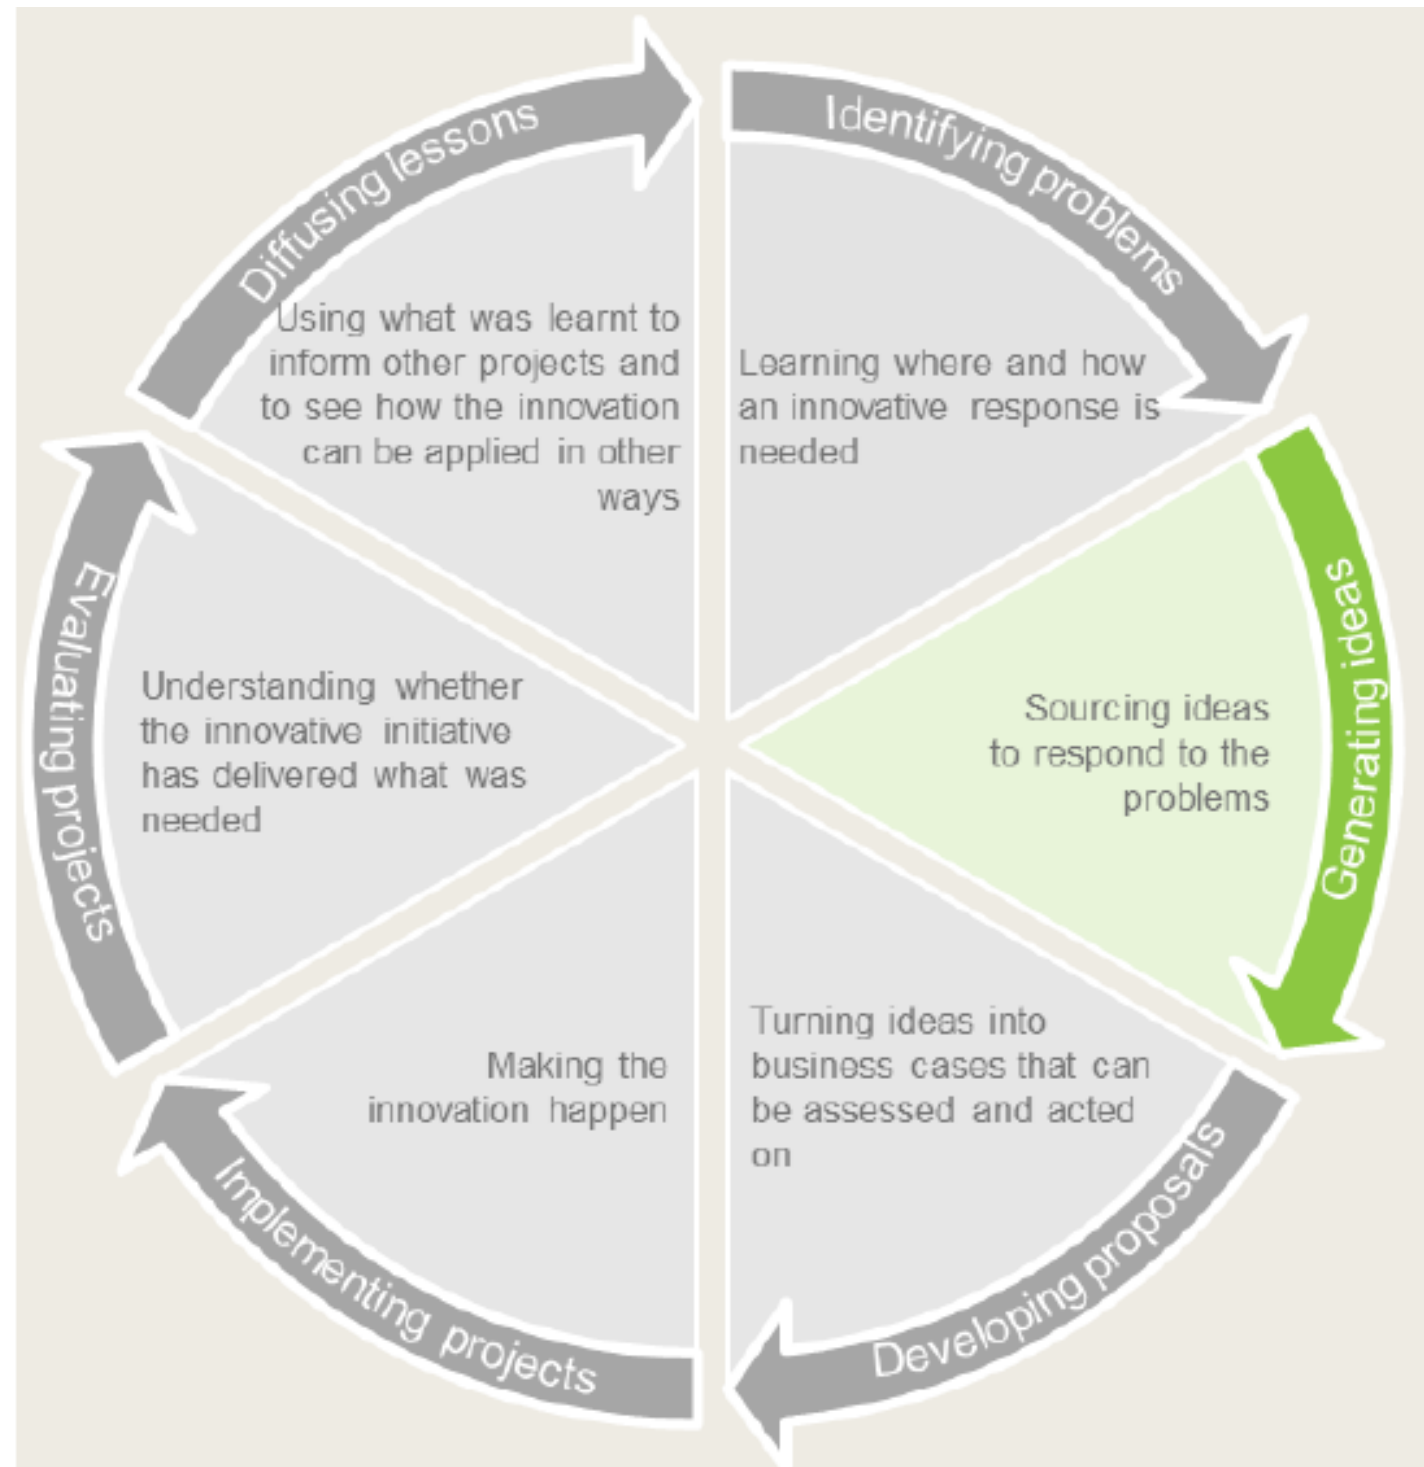 Identifying problems
Learning where and how
an innovative response is
needed
Generating ideas
Sourcing ideas
to respond to the
problems
Developing proposals
Turning ideas into
business cases that can
be assessed and acted
on
Implementing projects
Making the
innovation happen
Evaluating projects
Understanding whether
the innovative initiative
has delivered what was
needed
Diffusing lessons
Using what was learnt to
inform other projects and
to see how the innovation
can be applied in other
ways